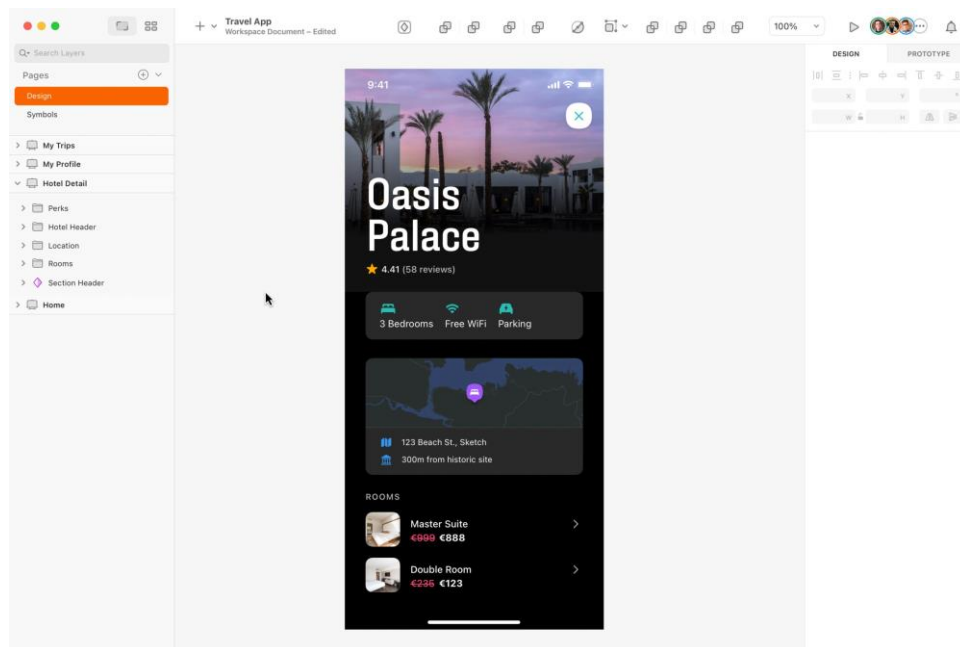 Travel App
Workspace Document – Edited
100%
Search Layers
Pages
Design
Symbols
My Trips
My Profile
Hotel Detail
Perks
Hotel Header
Location
Rooms
Section Header
Home
9:41
Oasis
Palace
4.41 (58 reviews)
3 Bedrooms Free WiFi Parking
123 Beach St., Sketch
300m from historic site
ROOMS
Master Suite
€999 €888
Double Room
€235 €123
DESIGN PROTOTYPE
X Y °
W H